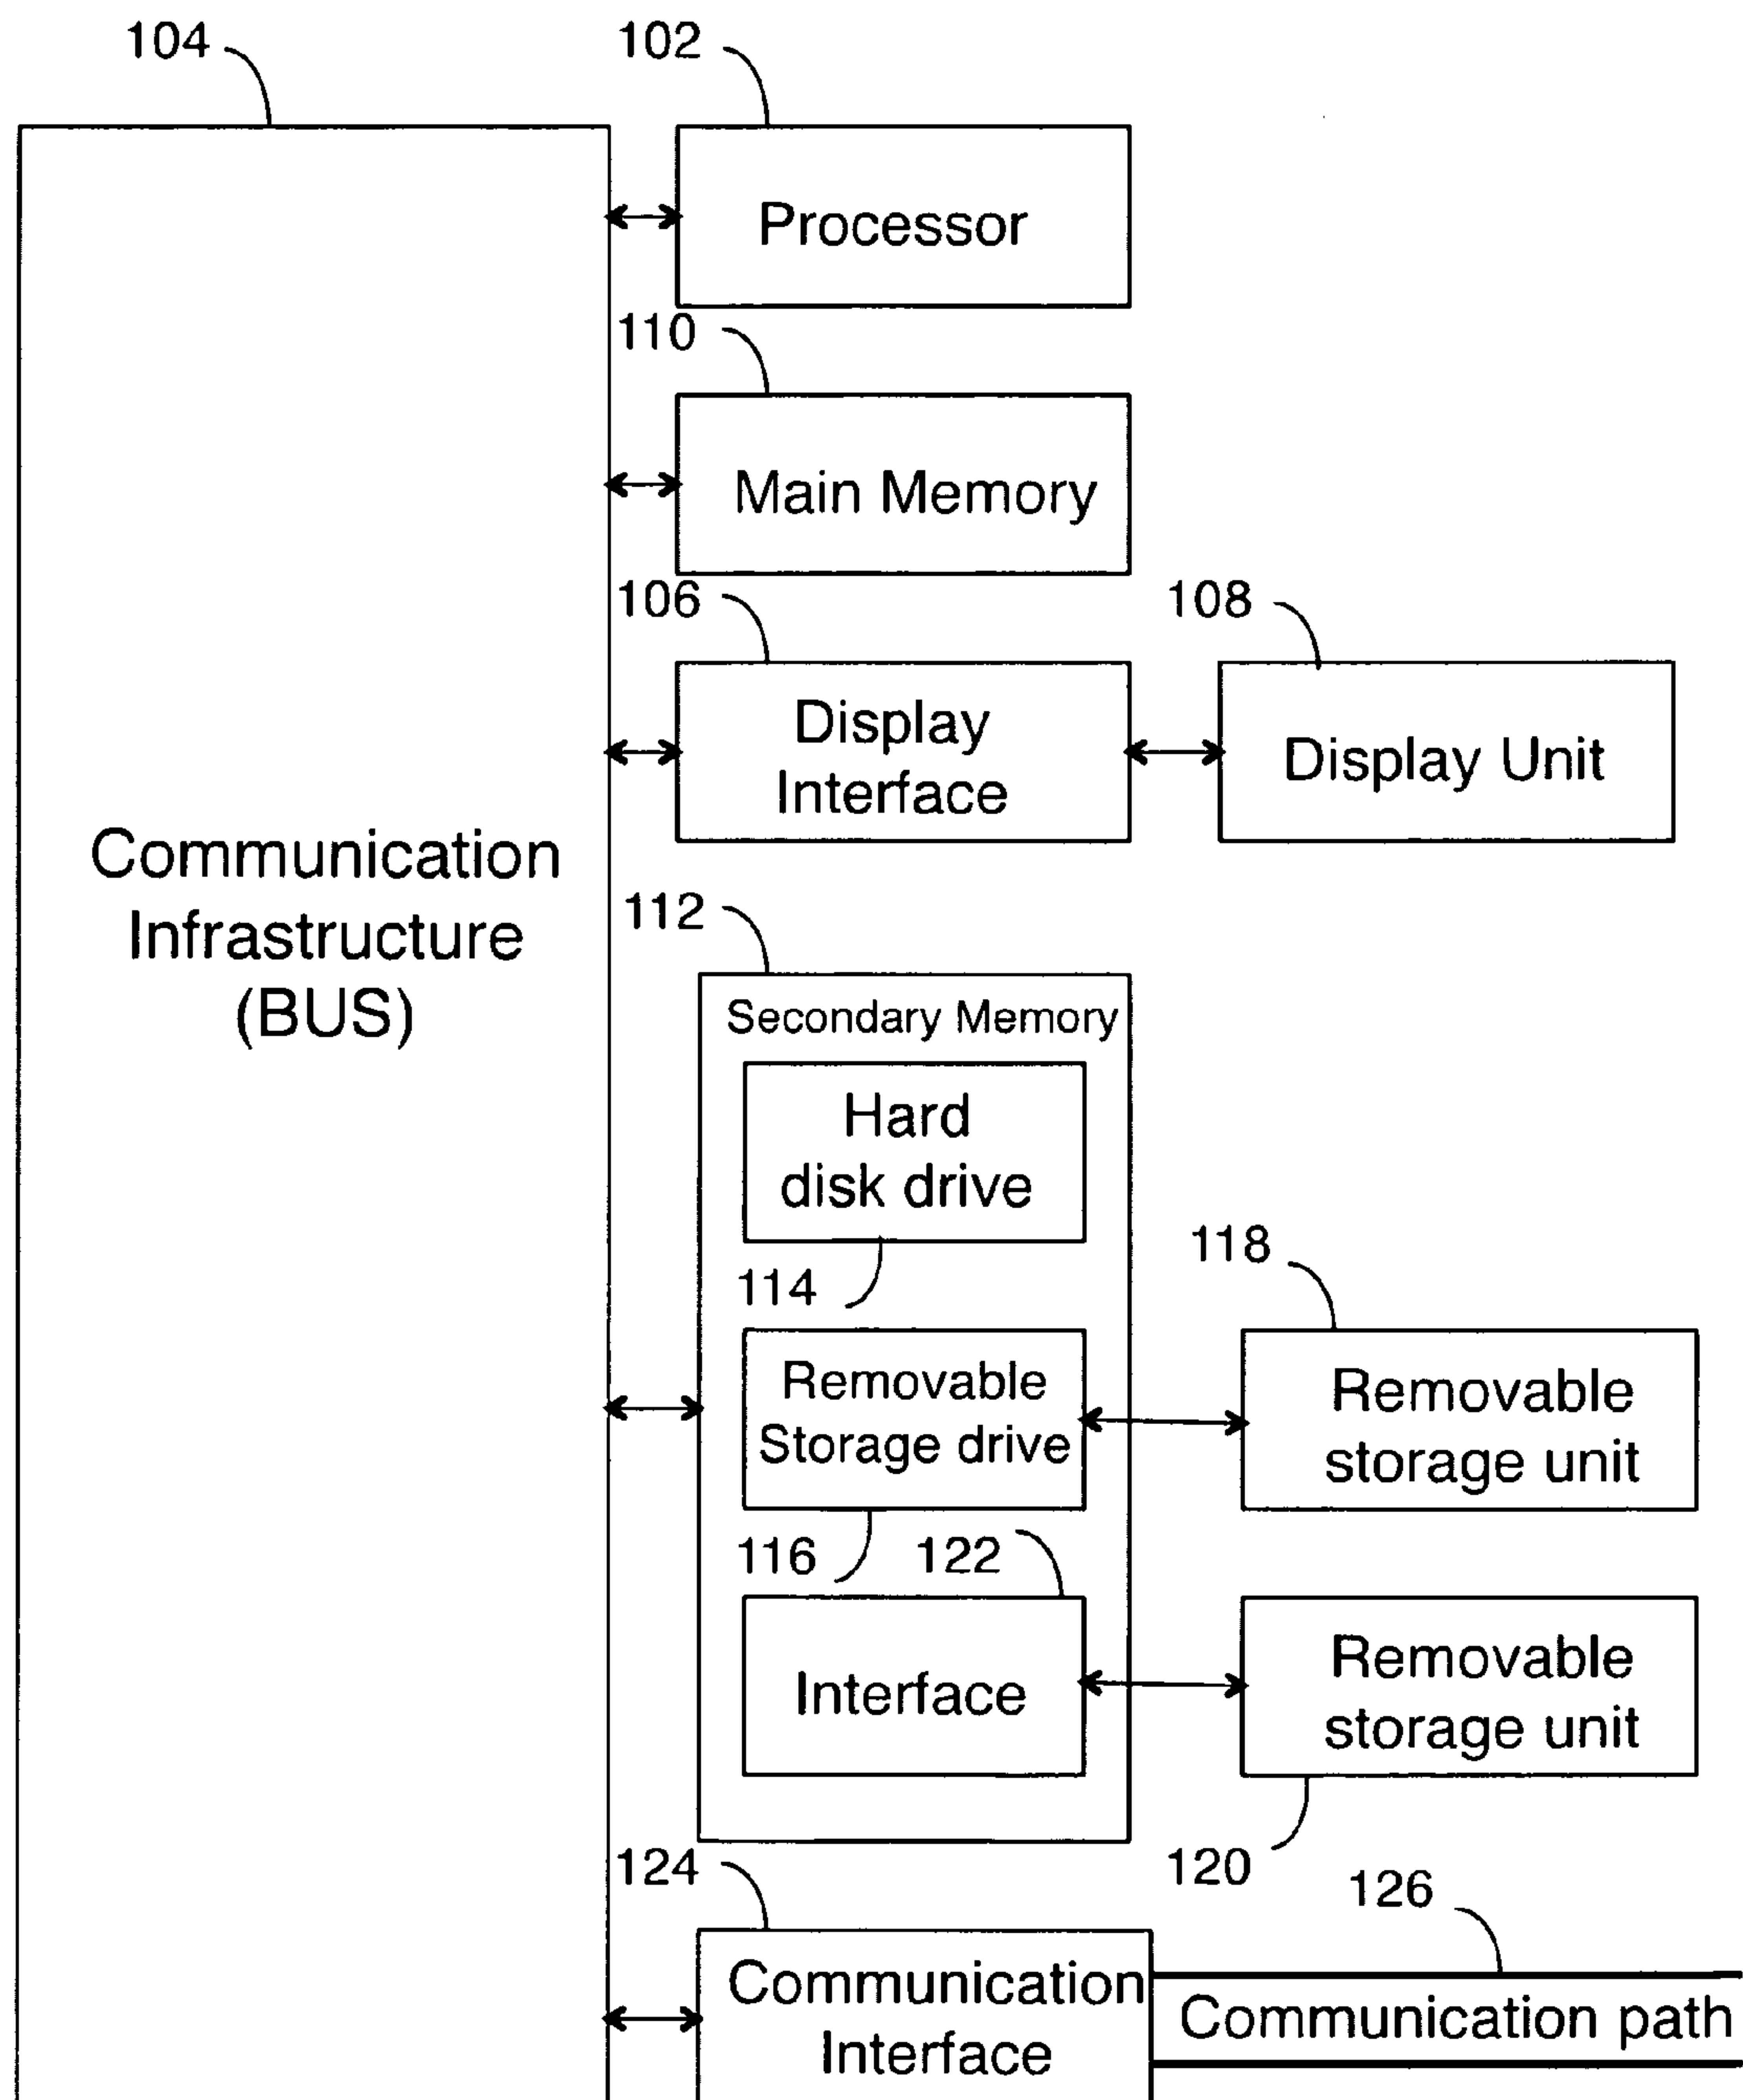 104
102
Processor
110
Main Memory
106
108
Display
Interface
Display Unit
Communication
Infrastructure
(BUS)
112
Secondary Memory
Hard
disk drive
114
118
Removable
Storage drive
Removable
storage unit
116
122
Interface
Removable
storage unit
124
120
126
Communication
Interface
Communication path